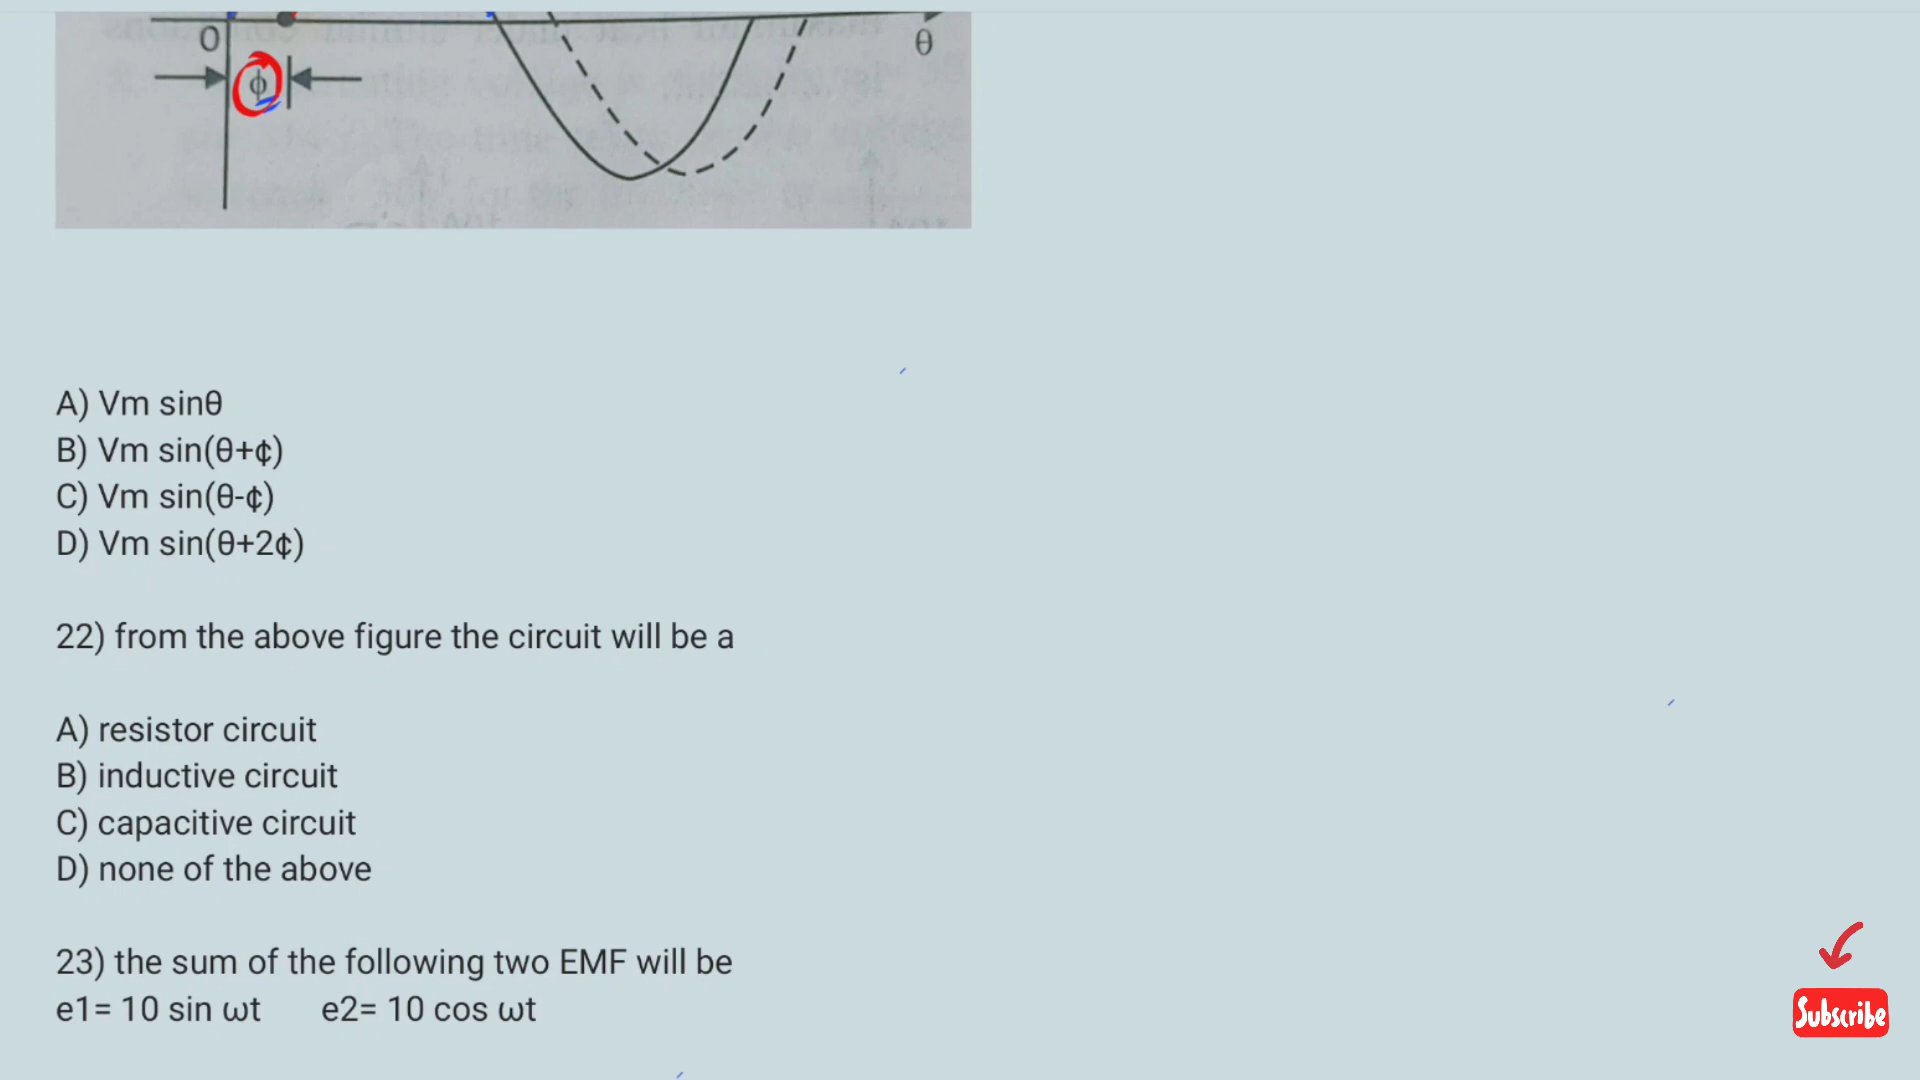 0
θ
ϕ
A) Vm sinθ
B) Vm sin(θ+¢)
C) Vm sin(θ-¢)
D) Vm sin(θ+2¢)
22) from the above figure the circuit will be a
A) resistor circuit
B) inductive circuit
C) capacitive circuit
D) none of the above
23) the sum of the following two EMF will be
e1= 10 sin ωt e2= 10 cos ωt
Subscribe